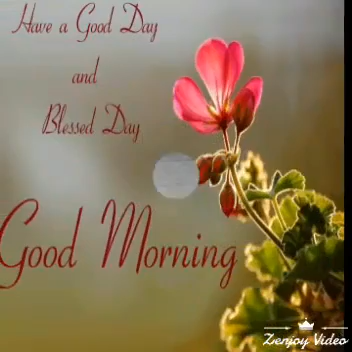 Have a Good Day
and
Blessed Day
Good Morning
Zenjoy Video